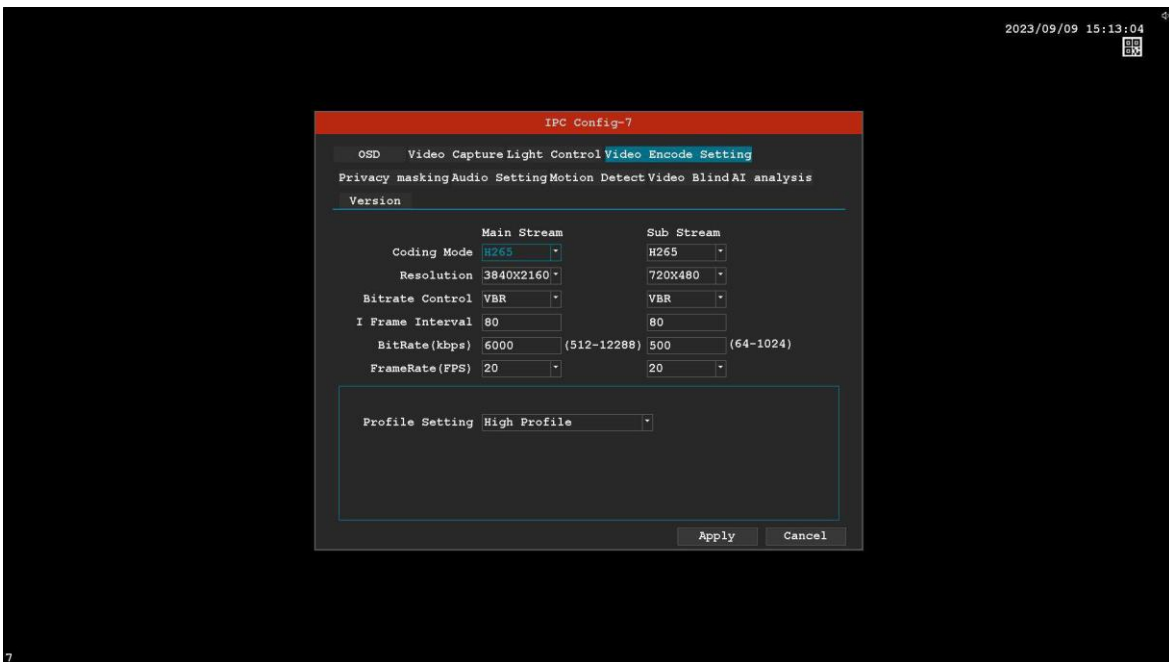 2023/09/09 15:13:04
IPC Config-7
OSD Video Capture Light Control Video Encode Setting
Privacy masking Audio Setting Motion Detect Video Blind AI analysis
Version
Main Stream Sub Stream
Coding Mode H265 H265
Resolution 3840X2160 720X480
Bitrate Control VBR VBR
I Frame Interval 80 80
BitRate(kbps) 6000 (512-12288) 500 (64-1024)
FrameRate(FPS) 20 20
Profile Setting High Profile
Apply Cancel
7